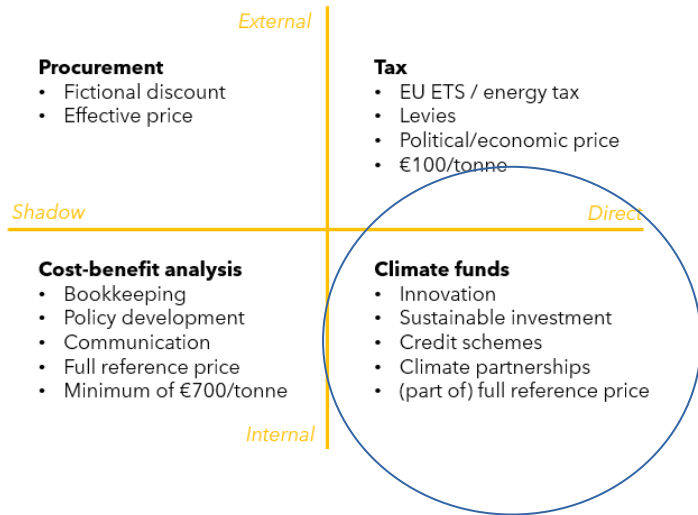 External
Procurement
• Fictional discount
• Effective price
Tax
• EU ETS / energy tax
• Levies
• Political/economic price
• €100/tonne
Shadow
Direct
Cost-benefit analysis
• Bookkeeping
• Policy development
• Communication
• Full reference price
• Minimum of €700/tonne
Climate funds
• Innovation
• Sustainable investment
• Credit schemes
• Climate partnerships
• (part of) full reference price
Internal